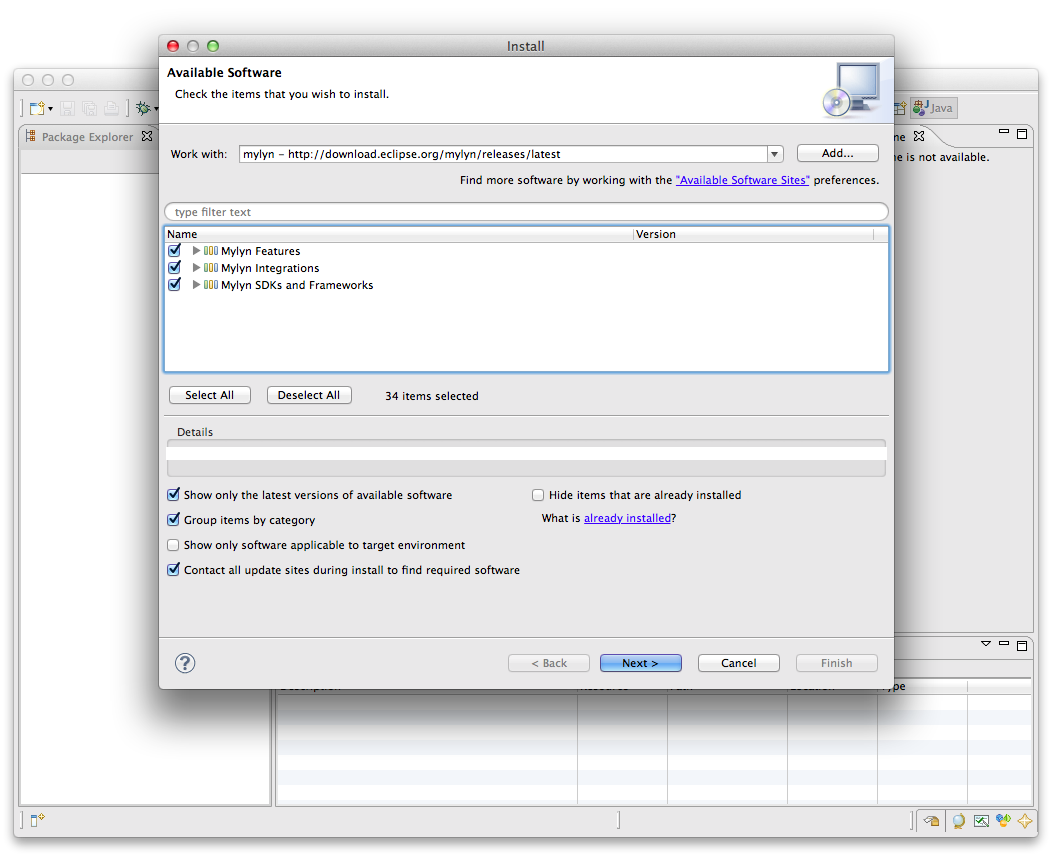 Install
Available Software
Check the items that you wish to install.
Java
Package Explorer
ne
Work with: mylyn – http://download.eclipse.org/mylyn/releases/latest Add...
e is not available.
Find more software by working with the "Available Software Sites" preferences.
type filter text
Name Version
Mylyn Features
Mylyn Integrations
Mylyn SDKs and Frameworks
Select All Deselect All 34 items selected
Details
Show only the latest versions of available software Hide items that are already installed
Group items by category What is already installed?
Show only software applicable to target environment
Contact all update sites during install to find required software
? < Back Next > Cancel Finish